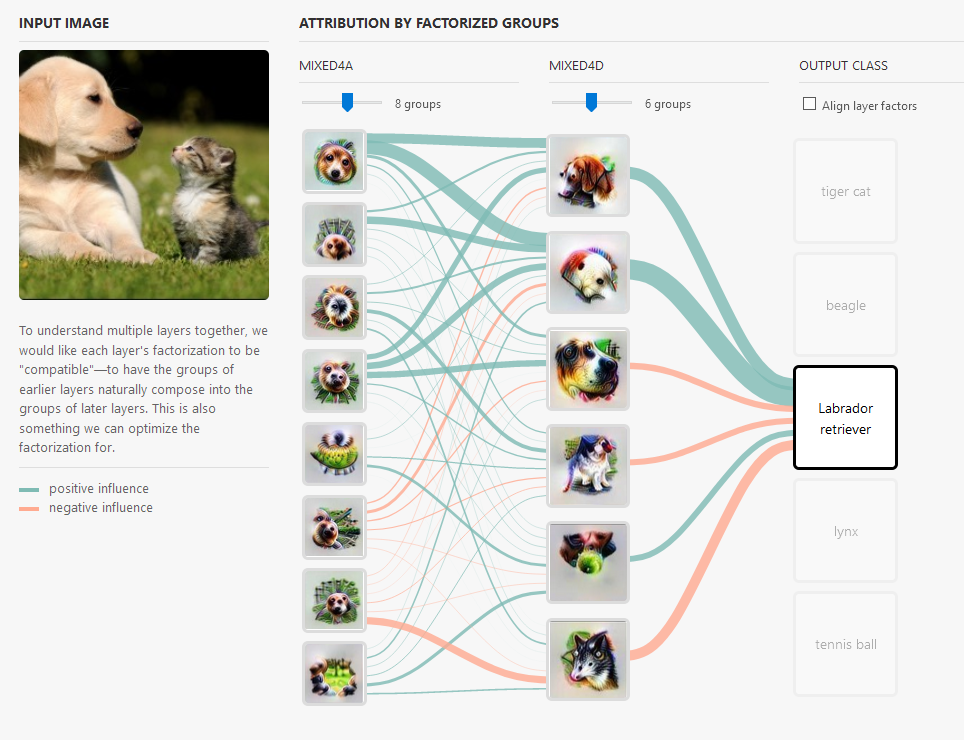 INPUT IMAGE
ATTRIBUTION BY FACTORIZED GROUPS
MIXED4A
MIXED4D
OUTPUT CLASS
8 groups
6 groups
Align layer factors
tiger cat
beagle
Labrador
retriever
lynx
tennis ball
To understand multiple layers together, we
would like each layer's factorization to be
"compatible"—to have the groups of
earlier layers naturally compose into the
groups of later layers. This is also
something we can optimize the
factorization for.
positive influence
negative influence